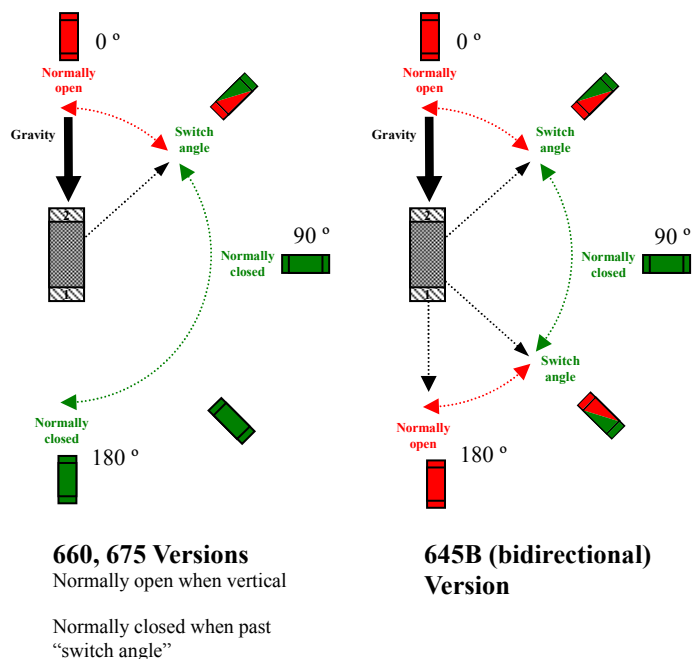 0 º
Normally
open
Gravity
Switch
angle
2
1
90 º
Normally
closed
Normally
closed
180 º
660, 675 Versions
Normally open when vertical
Normally closed when past
“switch angle”
0 º
Normally
open
Gravity
Switch
angle
2
1
90 º
Normally
closed
Switch
angle
Normally
open
180 º
645B (bidirectional)
Version